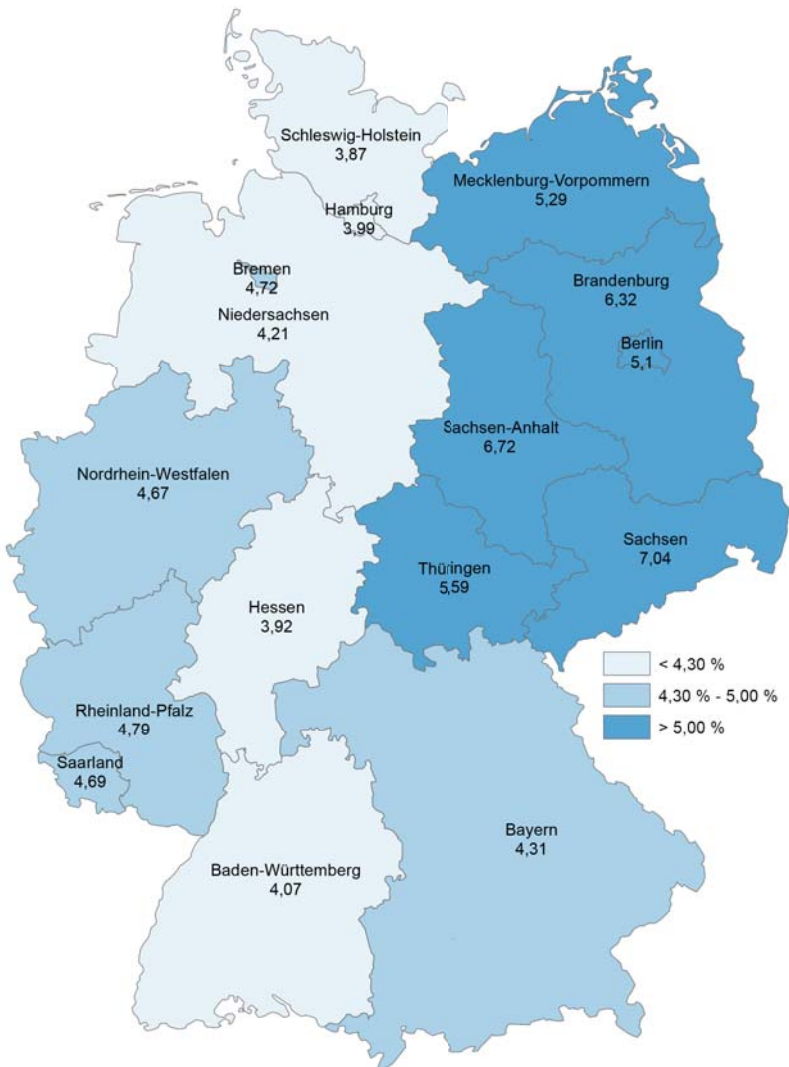 Schleswig-Holstein
3,87
Mecklenburg-Vorpommern
5,29
Hamburg
3,99
Bremen
4,72
Brandenburg
6,32
Niedersachsen
4,21
Berlin
5,1
Sachsen-Anhalt
6,72
Nordrhein-Westfalen
4,67
Sachsen
7,04
Thüringen
5,59
Hessen
3,92
< 4,30 %
4,30 % - 5,00 %
> 5,00 %
Rheinland-Pfalz
4,79
Saarland
4,69
Bayern
4,31
Baden-Württemberg
4,07